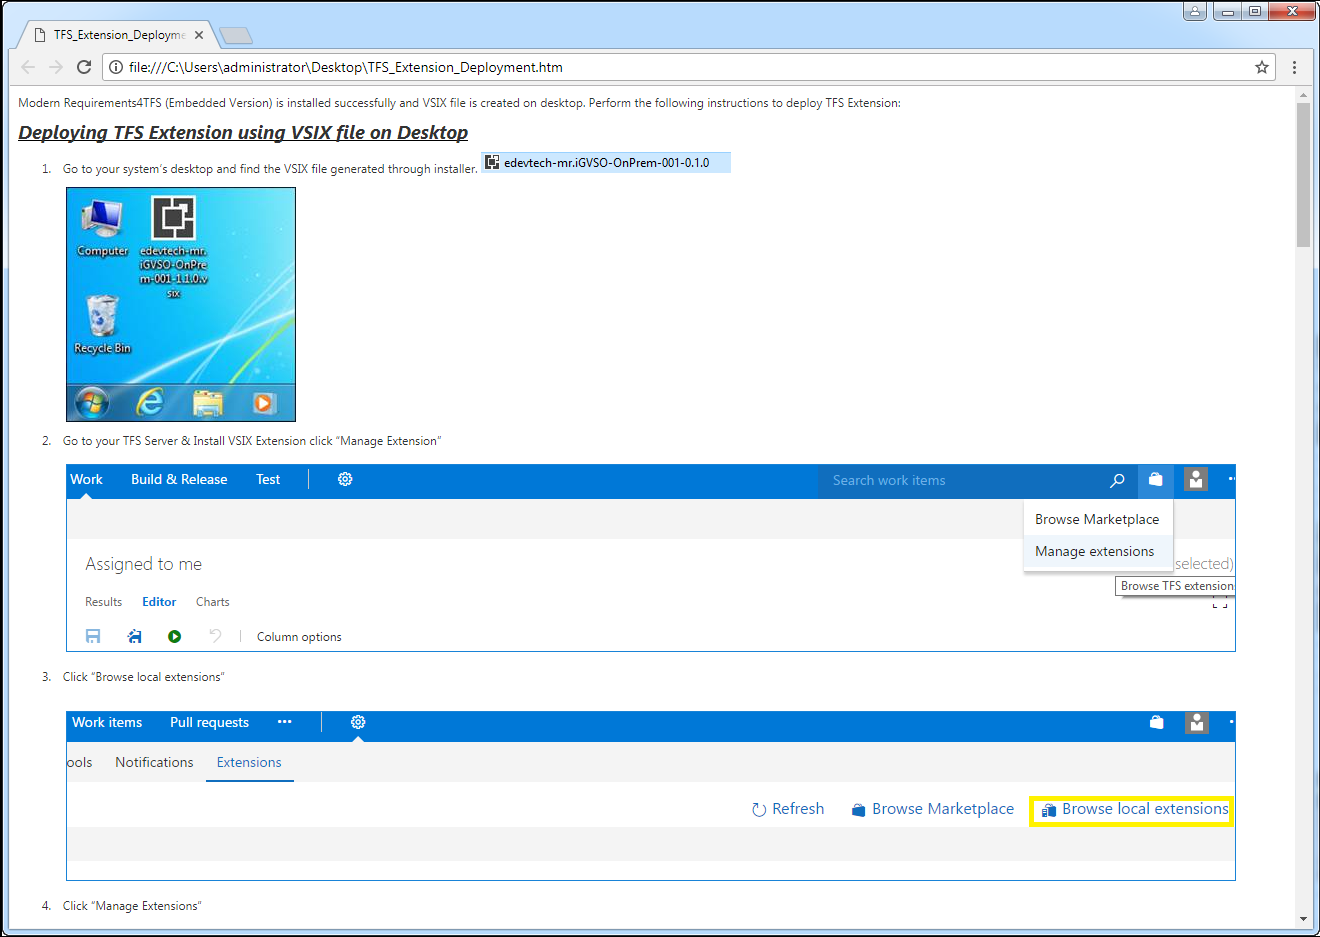 TFS_Extension_Deployme
file:///C:\Users\administrator\Desktop\TFS_Extension_Deployment.htm
Modern Requirements4TFS (Embedded Version) is installed successfully and VSIX file is created on desktop. Perform the following instructions to deploy TFS Extension:
Deploying TFS Extension using VSIX file on Desktop
1. Go to your system's desktop and find the VSIX file generated through installer. edevtech-mr.iGVSO-OnPrem-001-0.1.0
Computer
edevtech-mr.
iGVSO-OnPre
m-001-1.1.0.v
six
Recycle Bin
2. Go to your TFS Server & Install VSIX Extension click “Manage Extension”
Work Build & Release Test Search work items
Browse Marketplace
Manage extensions
Assigned to me selected)
Browse TFS extension
Results Editor Charts
Column options
3. Click “Browse local extensions”
Work items Pull requests ···
ools Notifications Extensions
Refresh Browse Marketplace Browse local extensions
4. Click “Manage Extensions”